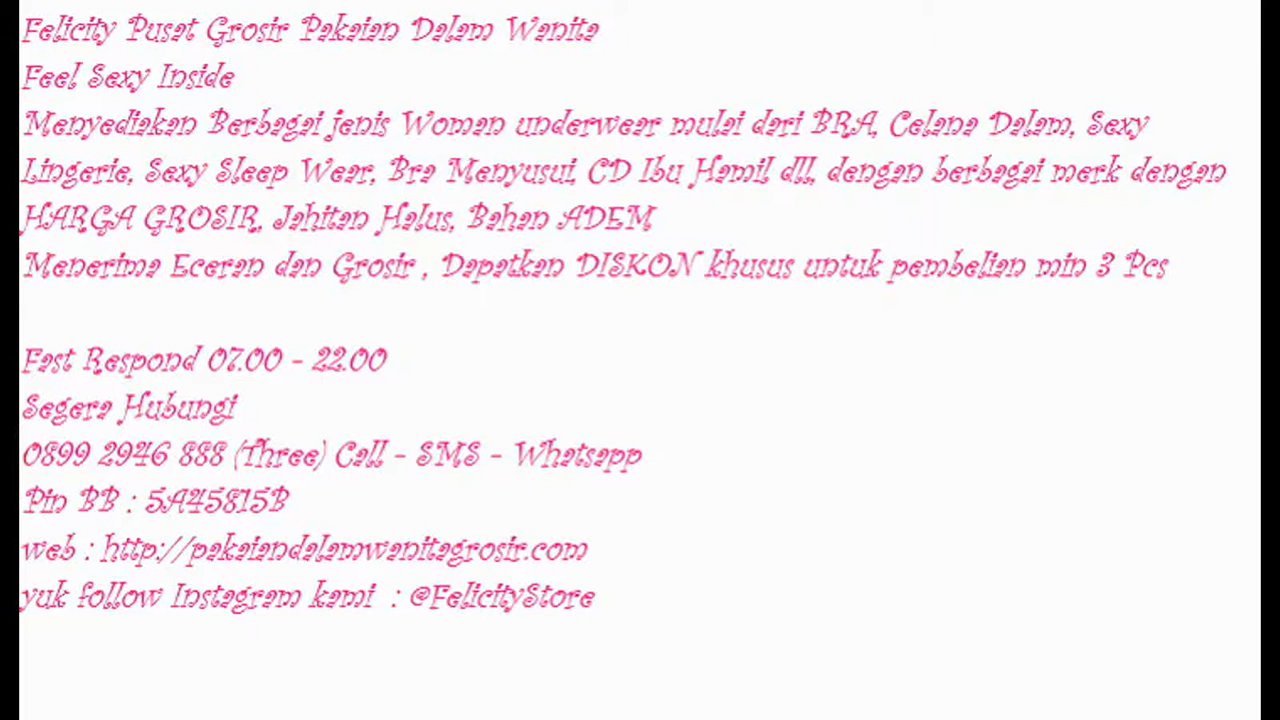 Felicity Pusat Grosir Pakaian Dalam Wanita
Feel Sexy Inside
Menyediakan Berbagai jenis Woman underwear mulai dari BRA, Celana Dalam, Sexy
Lingerie, Sexy Sleep Wear, Bra Menyusui, CD Ibu Hamil dll, dengan berbagai merk dengan
HARGA GROSIR, Jahitan Halus, Bahan ADEM
Menerima Eceran dan Grosir , Dapatkan DISKON khusus untuk pembelian min 3 Pcs
Fast Respond 07.00 - 22.00
Segera Hubungi
0899 2946 888 (Three) Call - SMS - Whatsapp
Pin BB : 5A45815B
web : http://pakaiandalamwanitagrosir.com
yuk follow Instagram kami : @FelicityStore